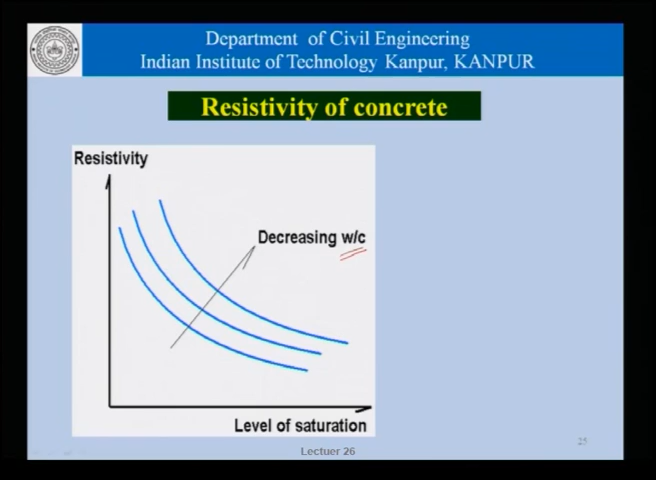 Department of Civil Engineering
Indian Institute of Technology Kanpur, KANPUR
Resistivity of concrete
Resistivity
Decreasing w/c
Level of saturation
25
Lectuer 26